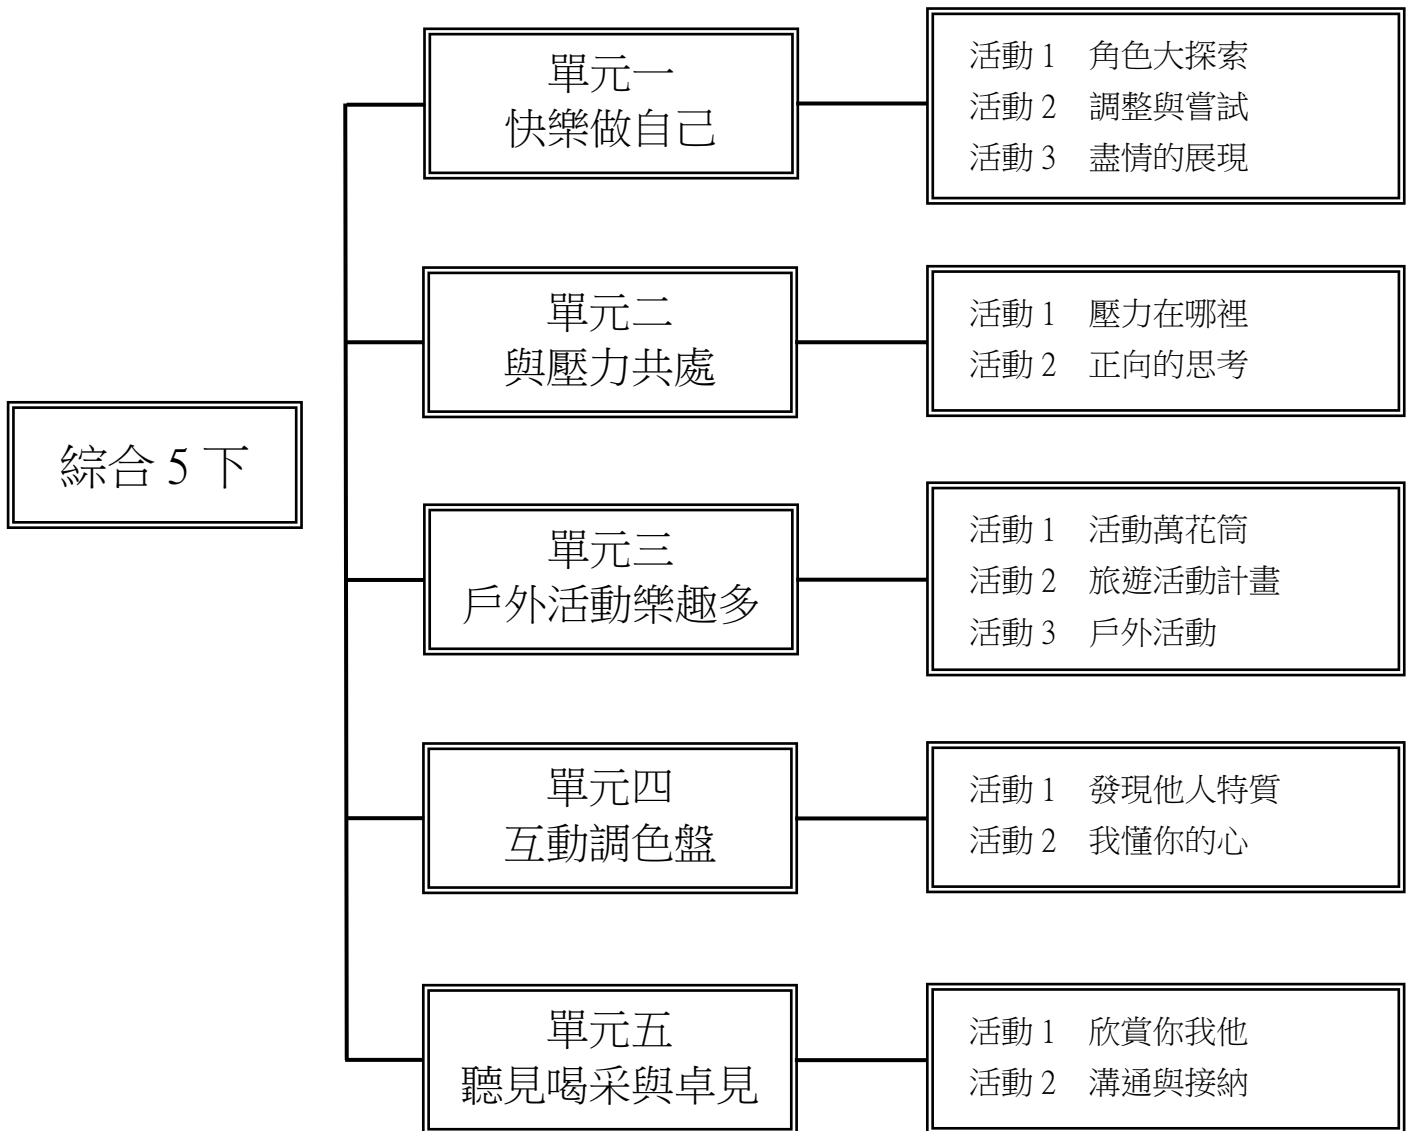 綜合 5 下
單元一
快樂做自己
活動 1　角色大探索
活動 2　調整與嘗試
活動 3　盡情的展現
單元二
與壓力共處
活動 1　壓力在哪裡
活動 2　正向的思考
單元三
戶外活動樂趣多
活動 1　活動萬花筒
活動 2　旅遊活動計畫
活動 3　戶外活動
單元四
互動調色盤
活動 1　發現他人特質
活動 2　我懂你的心
單元五
聽見喝采與卓見
活動 1　欣賞你我他
活動 2　溝通與接納